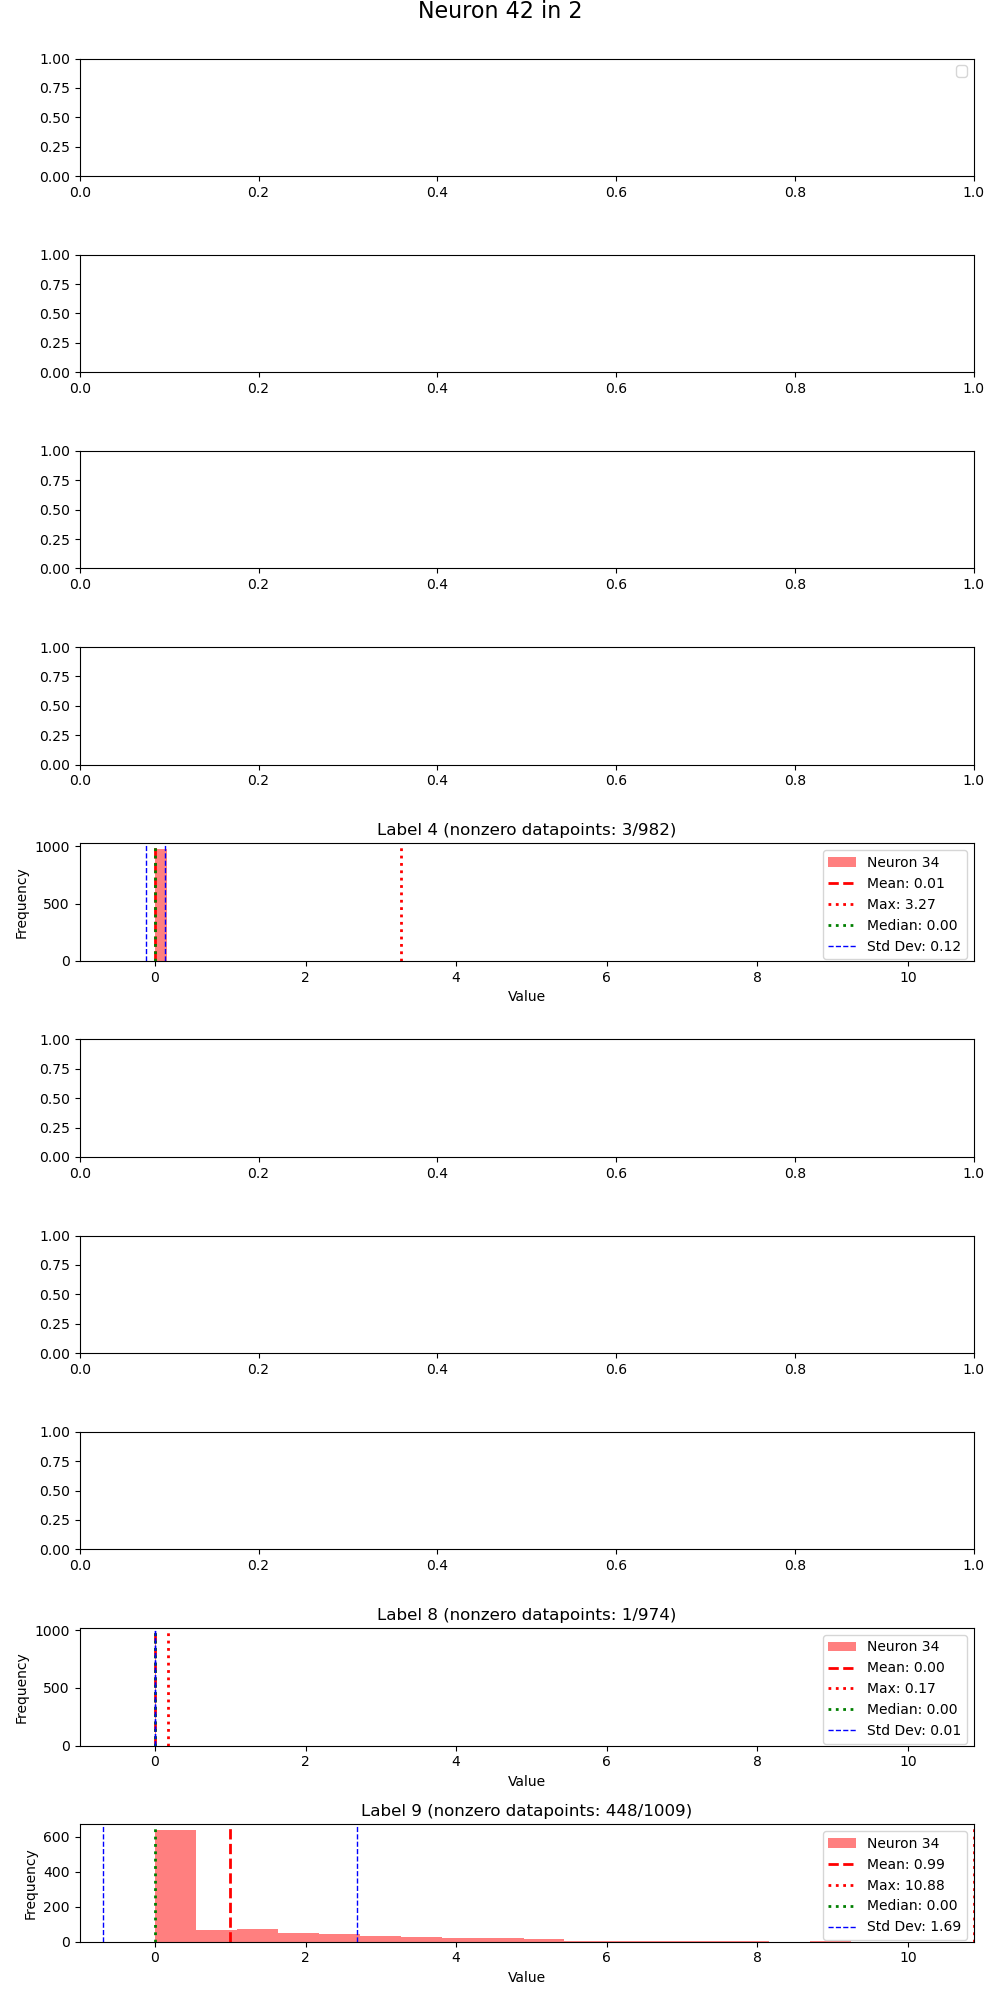 Neuron 42 in 2
1.00
0.75
0.50
0.25
0.00
0.0 0.2 0.4 0.6 0.8 1.0
1.00
0.75
0.50
0.25
0.00
0.0 0.2 0.4 0.6 0.8 1.0
1.00
0.75
0.50
0.25
0.00
0.0 0.2 0.4 0.6 0.8 1.0
1.00
0.75
0.50
0.25
0.00
0.0 0.2 0.4 0.6 0.8 1.0
Label 4 (nonzero datapoints: 3/982)
Frequency
1000
500
0
Neuron 34
Mean: 0.01
Max: 3.27
Median: 0.00
Std Dev: 0.12
0 2 4 6 8 10
Value
1.00
0.75
0.50
0.25
0.00
0.0 0.2 0.4 0.6 0.8 1.0
1.00
0.75
0.50
0.25
0.00
0.0 0.2 0.4 0.6 0.8 1.0
1.00
0.75
0.50
0.25
0.00
0.0 0.2 0.4 0.6 0.8 1.0
Label 8 (nonzero datapoints: 1/974)
Frequency
1000
500
0
Neuron 34
Mean: 0.00
Max: 0.17
Median: 0.00
Std Dev: 0.01
0 2 4 6 8 10
Value
Label 9 (nonzero datapoints: 448/1009)
Frequency
600
400
200
0
Neuron 34
Mean: 0.99
Max: 10.88
Median: 0.00
Std Dev: 1.69
0 2 4 6 8 10
Value